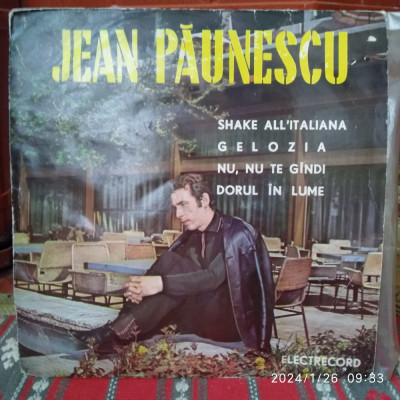 JEAN PĂUNESCU
SHAKE ALL'ITALIANA
GELOZIA
NU, NU TE GÎNDI
DORUL ÎN LUME
ELECTRECORD
2024/1/26 09:33